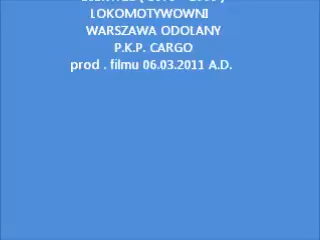 LOKOMOTYWOWNI
WARSZAWA ODOLANY
P.K.P. CARGO
prod . filmu 06.03.2011 A.D.